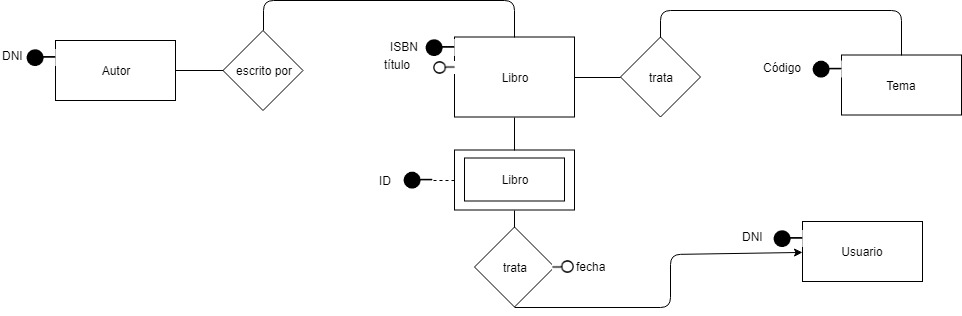 DNI
Autor
escrito por
ISBN
título
Libro
trata
Código
Tema
ID
Libro
trata
fecha
DNI
Usuario